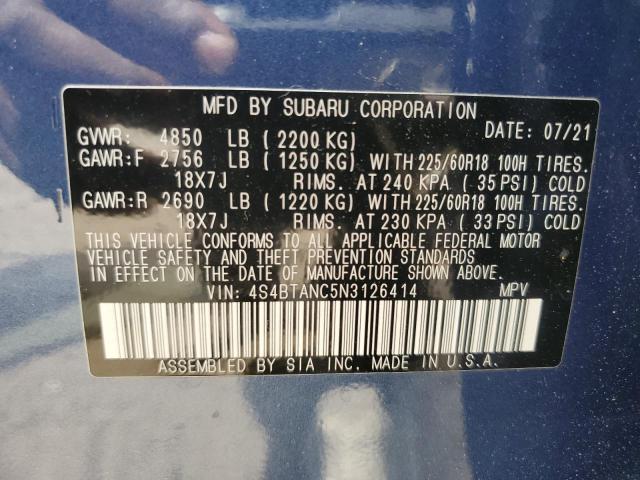 MFD BY SUBARU CORPORATION
GVWR: 4850 LB ( 2200 KG) DATE: 07/21
GAWR:F 2756 LB ( 1250 KG) WITH 225/60R18 100H TIRES.
18X7J RIMS. AT 240 KPA ( 35 PSI) COLD
GAWR:R 2690 LB ( 1220 KG) WITH 225/60R18 100H TIRES.
18X7J RIMS. AT 230 KPA ( 33 PSI) COLD
THIS VEHICLE CONFORMS TO ALL APPLICABLE FEDERAL MOTOR
VEHICLE SAFETY AND THEFT PREVENTION STANDARDS
IN EFFECT ON THE DATE OF MANUFACTURE SHOWN ABOVE.
VIN: 4S4BTANC5N3126414 MPV
ASSEMBLED BY SIA INC. MADE IN U.S.A.